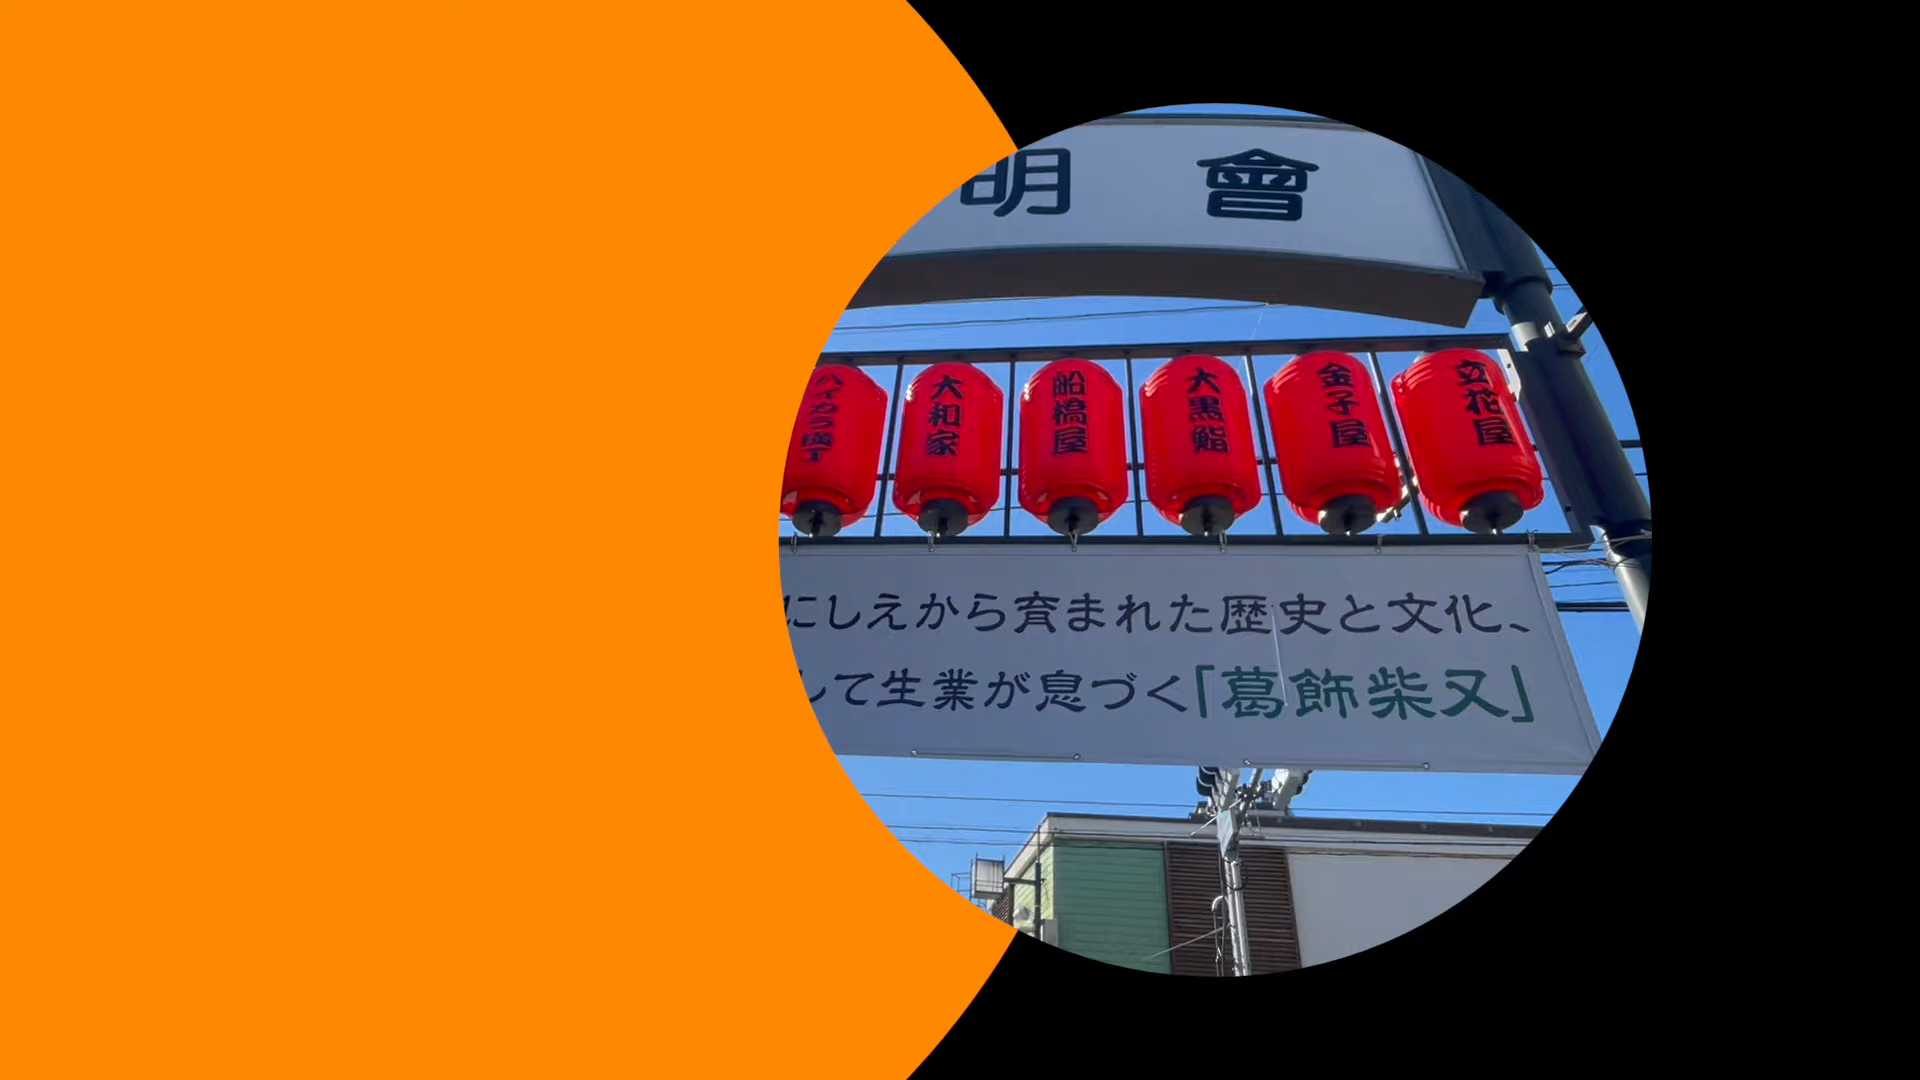 明 會
ハイカラ横丁
大和家
船橋屋
大黒鮨
金子屋
立花屋
にしえから育まれた歴史と文化、
して生業が息づく「葛飾柴又」